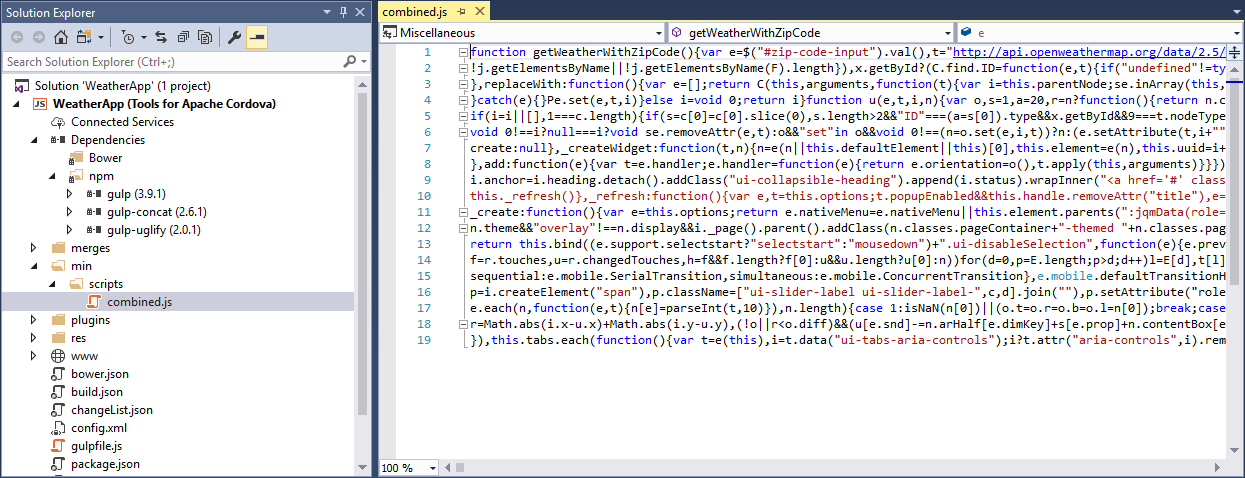 Solution Explorer
Search Solution Explorer (Ctrl+;)
Solution 'WeatherApp' (1 project)
WeatherApp (Tools for Apache Cordova)
Connected Services
Dependencies
Bower
npm
gulp (3.9.1)
gulp-concat (2.6.1)
gulp-uglify (2.0.1)
merges
min
scripts
combined.js
plugins
res
www
bower.json
build.json
changeList.json
config.xml
gulpfile.js
package.json
combined.js
Miscellaneous
getWeatherWithZipCode
e
1 function getWeatherWithZipCode(){var e=$("#zip-code-input").val(),t="http://api.openweathermap.org/data/2.5/
2 !j.getElementsByName||!j.getElementsByName(F).length}),x.getById?(C.find.ID=function(e,t){if("undefined"!=ty
3 },replaceWith:function(){var e=[];return C(this,arguments,function(t){var i=this.parentNode;se.inArray(this,
4 }catch(e){}Pe.set(e,t,i)}else i=void 0;return i}function u(e,t,i,n){var o,s=1,a=20,r=n?function(){return n.c
5 if(i=i||[],1===c.length){if(s=c[0]=c[0].slice(0),s.length>2&&"ID"===(a=s[0]).type&&x.getById&&9===t.nodeType
6 void 0!==i?null===i?void se.removeAttr(e,t):o&&"set"in o&&void 0!==(n=o.set(e,i,t))?n:(e.setAttribute(t,i+""
7 create:null},_createWidget:function(t,n){n=e(n||this.defaultElement||this)[0],this.element=e(n),this.uuid=i+
8 },add:function(e){var t=e.handler;e.handler=function(e){return e.orientation=o(),t.apply(this,arguments)}}})
9 i.anchor=i.heading.detach().addClass("ui-collapsible-heading").append(i.status).wrapInner("<a href='#' class
10 this._refresh()},_refresh:function(){var e,t=this.options;t.popupEnabled&&this.handle.removeAttr("title"),e=
11 _create:function(){var e=this.options;return e.nativeMenu=e.nativeMenu||this.element.parents(":jqmData(role=
12 n.theme&&"overlay"!==n.display&&i._page().parent().addClass(n.classes.pageContainer+"-themed "+n.classes.pag
13 return this.bind((e.support.selectstart?"selectstart":"mousedown")+".ui-disableSelection",function(e){e.prev
14 f=r.touches,u=r.changedTouches,h=f&&f.length?f[0]:u&&u.length?u[0]:n))for(d=0,p=E.length;p>d;d++)l=E[d],t[l]
15 sequential:e.mobile.SerialTransition,simultaneous:e.mobile.ConcurrentTransition},e.mobile.defaultTransitionH
16 p=i.createElement("span"),p.className=["ui-slider-label ui-slider-label-",c,d].join(""),p.setAttribute("role
17 e.each(n,function(e,t){n[e]=parseInt(t,10)}),n.length){case 1:isNaN(n[0])||(o.t=o.r=o.b=o.l=n[0]);break;case
18 r=Math.abs(i.x-u.x)+Math.abs(i.y-u.y),(!o||r<o.diff)&&(u[e.snd]-=n.arHalf[e.dimKey]+s[e.prop]+n.contentBox[e
19 }),this.tabs.each(function(){var t=e(this),i=t.data("ui-tabs-aria-controls");i?t.attr("aria-controls",i).rem
100 %